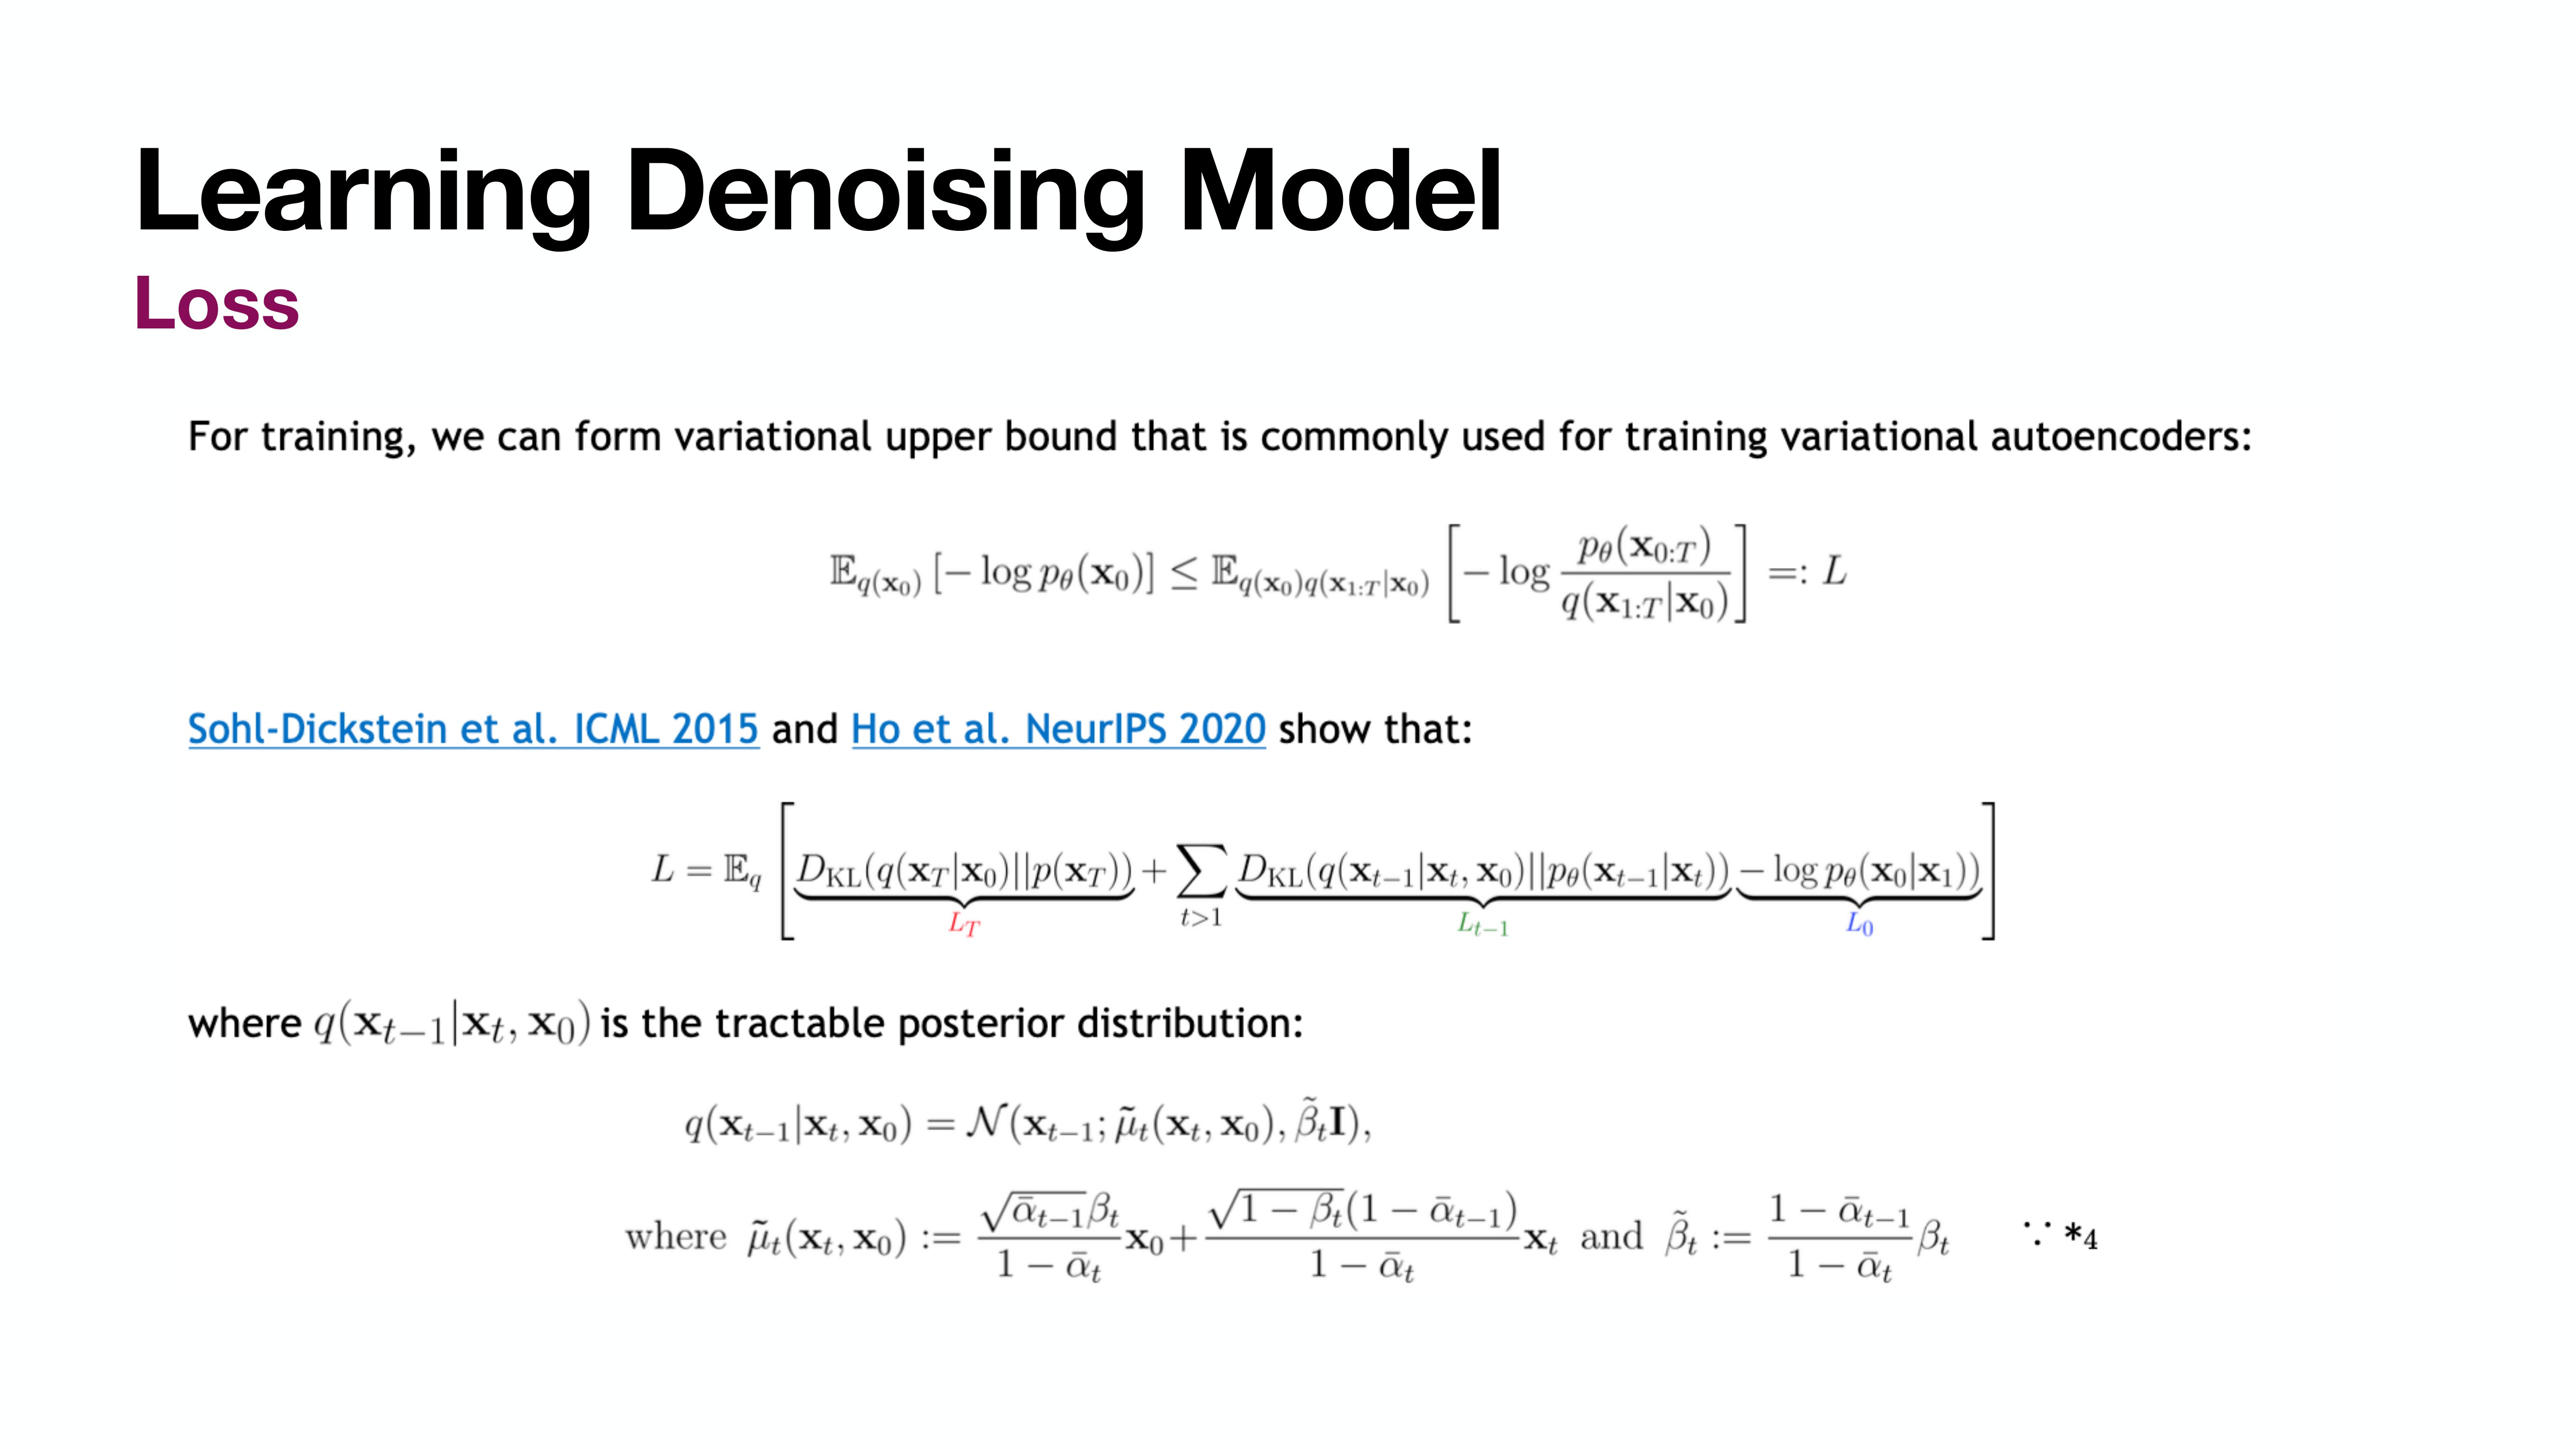 Learning Denoising Model
Loss
For training, we can form variational upper bound that is commonly used for training variational autoencoders:
$\mathbb{E}_{q(\mathbf{x}_0)}\left[-\log p_\theta(\mathbf{x}_0)\right] \leq \mathbb{E}_{q(\mathbf{x}_0)q(\mathbf{x}_{1:T}|\mathbf{x}_0)}\left[-\log \frac{p_\theta(\mathbf{x}_{0:T})}{q(\mathbf{x}_{1:T}|\mathbf{x}_0)}\right] =: L$
Sohl-Dickstein et al. ICML 2015 and Ho et al. NeurIPS 2020 show that:
$L = \mathbb{E}_q\left[\underbrace{D_{\mathrm{KL}}(q(\mathbf{x}_T|\mathbf{x}_0)||p(\mathbf{x}_T))}_{L_T} + \sum_{t>1}\underbrace{D_{\mathrm{KL}}(q(\mathbf{x}_{t-1}|\mathbf{x}_t,\mathbf{x}_0)||p_\theta(\mathbf{x}_{t-1}|\mathbf{x}_t))}_{L_{t-1}}\underbrace{-\log p_\theta(\mathbf{x}_0|\mathbf{x}_1))}_{L_0}\right]$
where $q(\mathbf{x}_{t-1}|\mathbf{x}_t, \mathbf{x}_0)$ is the tractable posterior distribution:
$q(\mathbf{x}_{t-1}|\mathbf{x}_t, \mathbf{x}_0) = \mathcal{N}(\mathbf{x}_{t-1}; \tilde{\mu}_t(\mathbf{x}_t, \mathbf{x}_0), \tilde{\beta}_t\mathbf{I}),$
where $\tilde{\mu}_t(\mathbf{x}_t, \mathbf{x}_0) := \frac{\sqrt{\bar{\alpha}_{t-1}}\beta_t}{1-\bar{\alpha}_t}\mathbf{x}_0 + \frac{\sqrt{1-\beta_t}(1-\bar{\alpha}_{t-1})}{1-\bar{\alpha}_t}\mathbf{x}_t$ and $\tilde{\beta}_t := \frac{1-\bar{\alpha}_{t-1}}{1-\bar{\alpha}_t}\beta_t$ ∵ *4